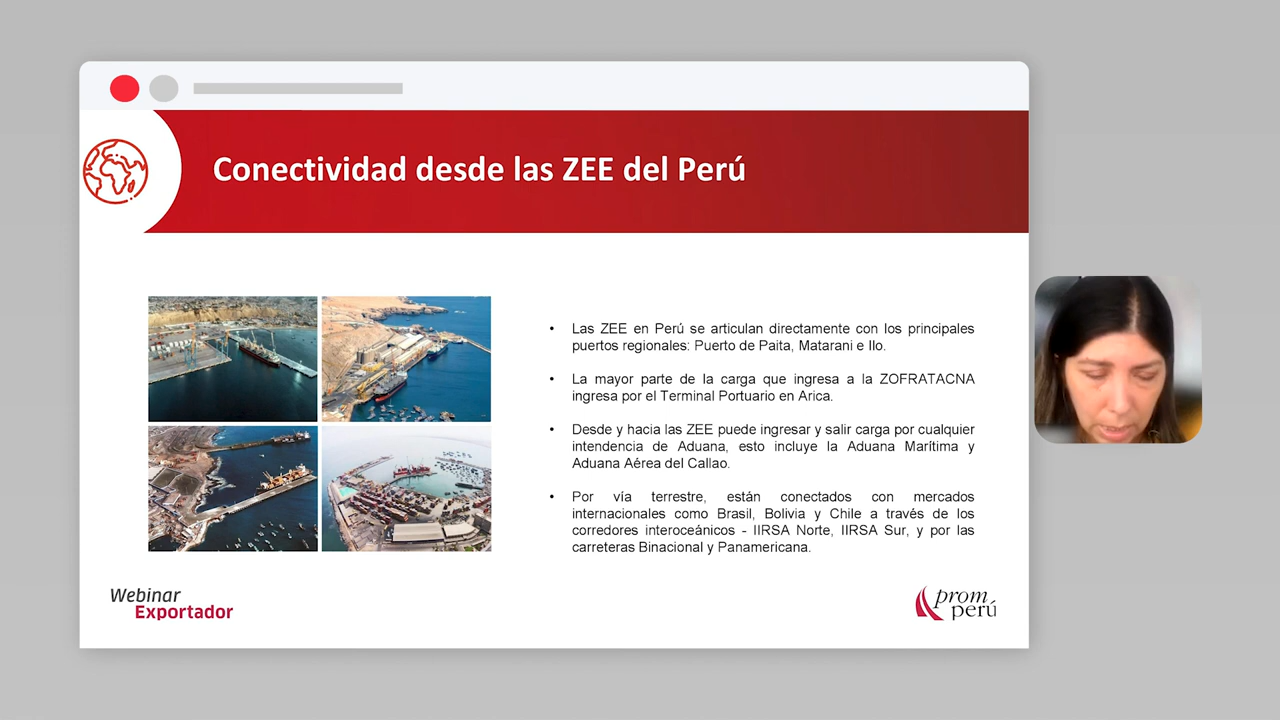 Conectividad desde las ZEE del Perú
• Las ZEE en Perú se articulan directamente con los principales
puertos regionales: Puerto de Paita, Matarani e Ilo.
• La mayor parte de la carga que ingresa a la ZOFRATACNA
ingresa por el Terminal Portuario en Arica.
• Desde y hacia las ZEE puede ingresar y salir carga por cualquier
intendencia de Aduana, esto incluye la Aduana Marítima y
Aduana Aérea del Callao.
• Por vía terrestre, están conectados con mercados
internacionales como Brasil, Bolivia y Chile a través de los
corredores interoceánicos - IIRSA Norte, IIRSA Sur, y por las
carreteras Binacional y Panamericana.
Webinar
Exportador
prom
perú